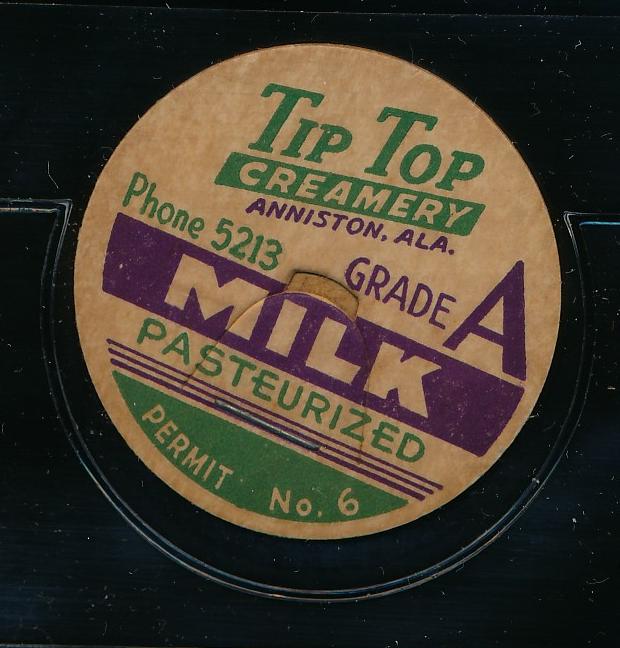 TIP TOP
CREAMERY
ANNISTON, ALA.
Phone 5213
GRADE A
MILK
PASTEURIZED
PERMIT No. 6